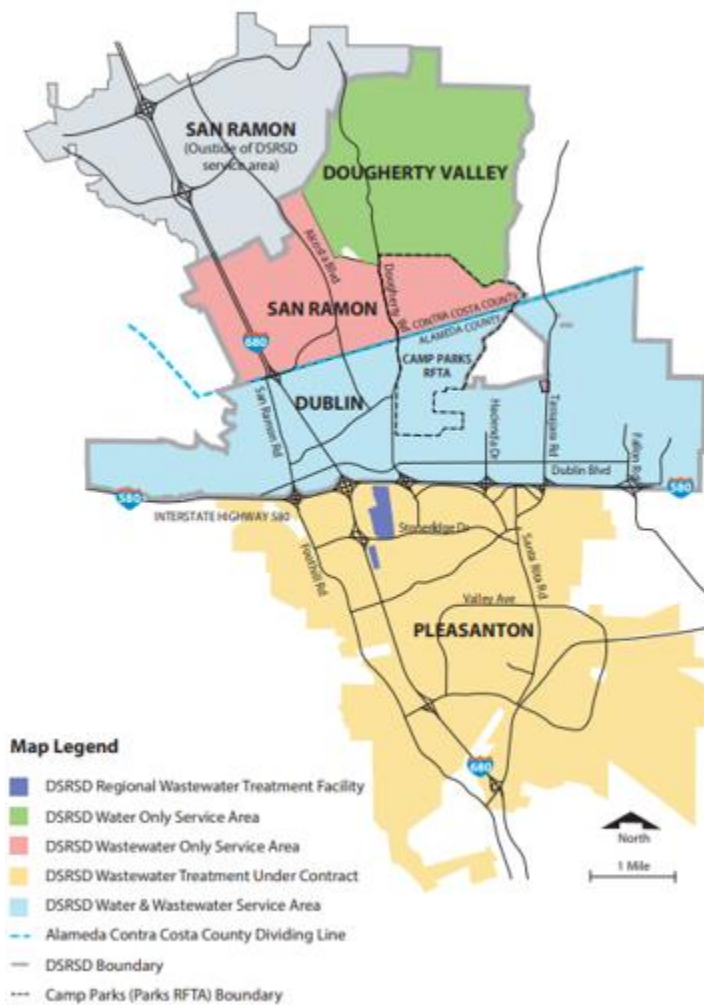 SAN RAMON
(Oustide of DSRSD
service area)
DOUGHERTY VALLEY
Alcosta Blvd
Dougherty Rd
SAN RAMON
CONTRA COSTA COUNTY
ALAMEDA COUNTY
680
CAMP PARKS
RFTA
San Ramon Rd
DUBLIN
Hacienda Dr
Tassajara Rd
Fallon Rd
Dublin Blvd
580
580
INTERSTATE HIGHWAY 580
Stoneridge Dr
Foothill Rd
Santa Rita Rd
Valley Ave
PLEASANTON
680
Map Legend
DSRSD Regional Wastewater Treatment Facility
DSRSD Water Only Service Area
DSRSD Wastewater Only Service Area
DSRSD Wastewater Treatment Under Contract
DSRSD Water & Wastewater Service Area
Alameda Contra Costa County Dividing Line
DSRSD Boundary
Camp Parks (Parks RFTA) Boundary
North
1 Mile